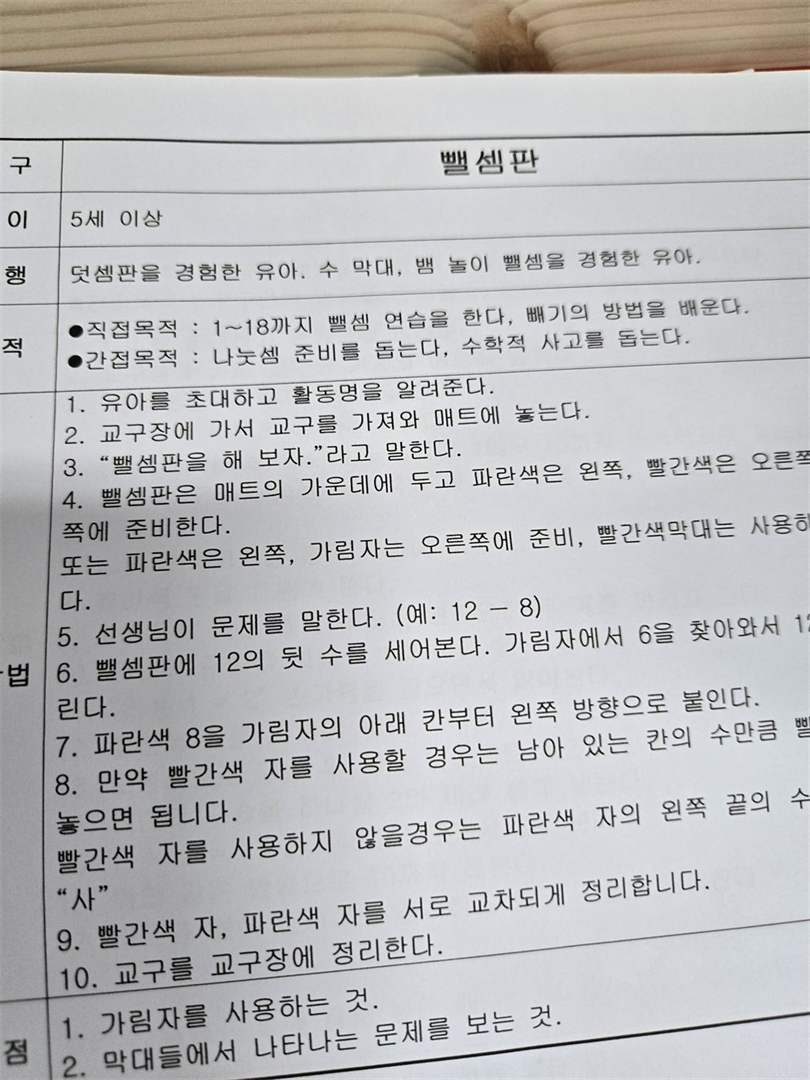 구 뺄셈판
이 5세 이상
행 덧셈판을 경험한 유아. 수 막대, 뱀 놀이 뺄셈을 경험한 유아.
적 ●직접목적 : 1~18까지 뺄셈 연습을 한다, 빼기의 방법을 배운다.
●간접목적 : 나눗셈 준비를 돕는다, 수학적 사고를 돕는다.
1. 유아를 초대하고 활동명을 알려준다.
2. 교구장에 가서 교구를 가져와 매트에 놓는다.
3. “뺄셈판을 해 보자.”라고 말한다.
4. 뺄셈판은 매트의 가운데에 두고 파란색은 왼쪽, 빨간색은 오른쪽
쪽에 준비한다.
또는 파란색은 왼쪽, 가림자는 오른쪽에 준비, 빨간색막대는 사용하
다.
5. 선생님이 문제를 말한다. (예: 12 - 8)
법 6. 뺄셈판에 12의 뒷 수를 세어본다. 가림자에서 6을 찾아와서 12
린다.
7. 파란색 8을 가림자의 아래 칸부터 왼쪽 방향으로 붙인다.
8. 만약 빨간색 자를 사용할 경우는 남아 있는 칸의 수만큼 빨
놓으면 됩니다.
빨간색 자를 사용하지 않을경우는 파란색 자의 왼쪽 끝의 수
“사”
9. 빨간색 자, 파란색 자를 서로 교차되게 정리합니다.
10. 교구를 교구장에 정리한다.
점 1. 가림자를 사용하는 것.
2. 막대들에서 나타나는 문제를 보는 것.